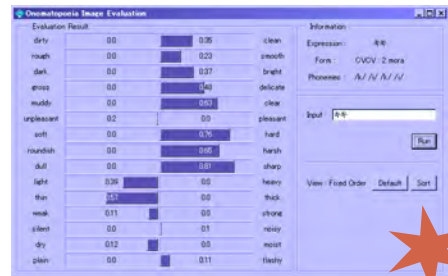 Onomatopoeia Image Evaluation
Evaluation Result
dirty 0.0 0.35 clean
rough 0.0 0.23 smooth
dark 0.0 0.37 bright
gross 0.0 0.40 delicate
muddy 0.0 0.63 clear
unpleasant 0.2 0.0 pleasant
soft 0.0 0.76 hard
roundish 0.0 0.65 harsh
dull 0.0 0.81 sharp
light 0.39 0.0 heavy
thin 0.57 0.0 thick
weak 0.11 0.0 strong
silent 0.0 0.1 noisy
dry 0.12 0.0 moist
plain 0.0 0.11 flashy
Information
Expression : キキ
Form : CVCV : 2 mora
Phonemes : /k/ /i/ /k/ /i/
Input : キキ
Run
View : Fixed Order Default Sort